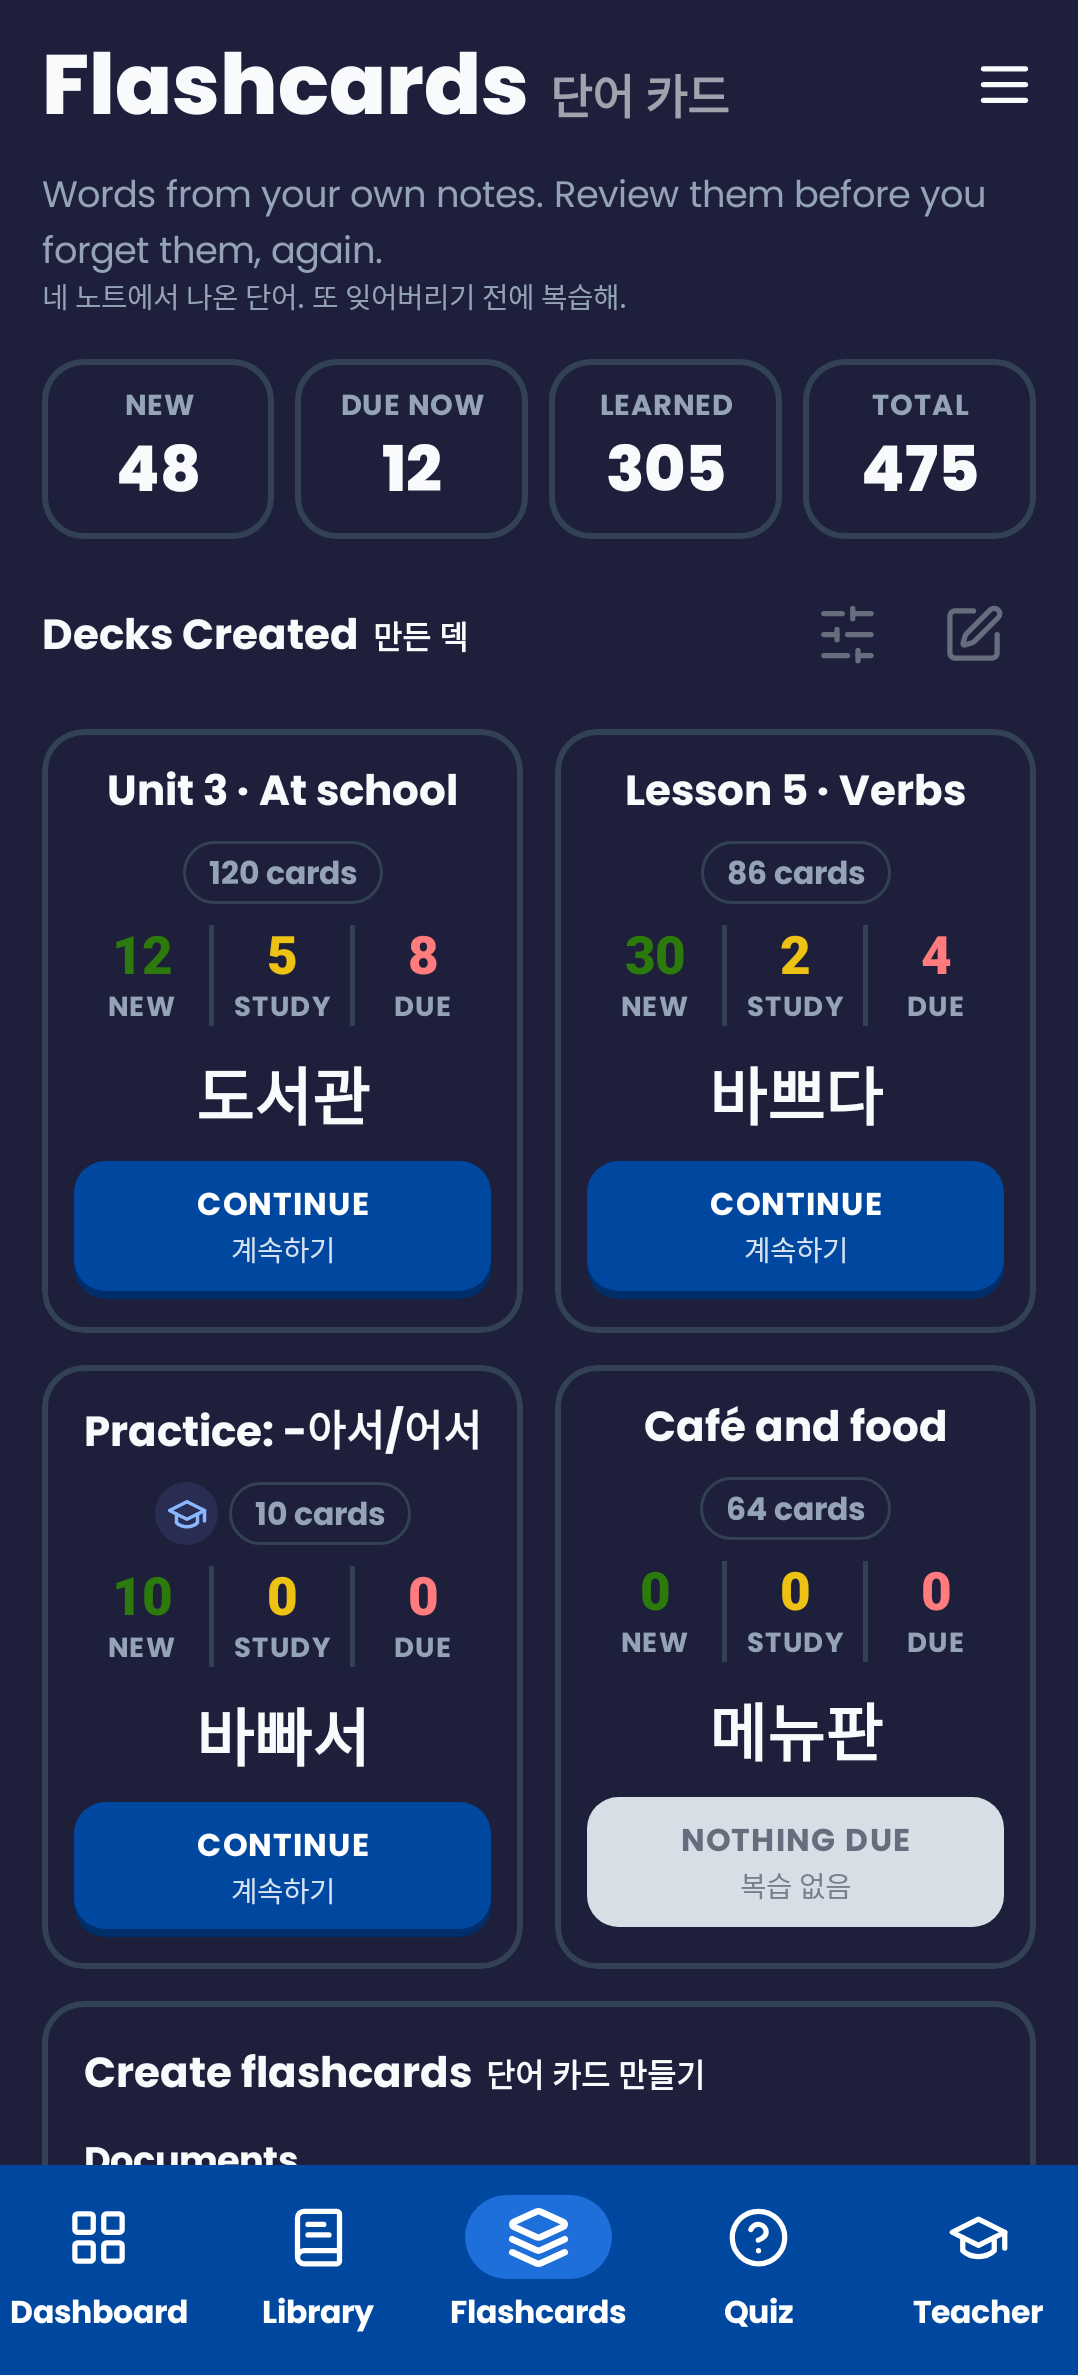 Flashcards 단어 카드
Words from your own notes. Review them before you
forget them, again.
네 노트에서 나온 단어. 또 잊어버리기 전에 복습해.
NEW
48
DUE NOW
12
LEARNED
305
TOTAL
475
Decks Created 만든 덱
Unit 3 · At school
120 cards
12 5 8
NEW STUDY DUE
도서관
CONTINUE
계속하기
Lesson 5 · Verbs
86 cards
30 2 4
NEW STUDY DUE
바쁘다
CONTINUE
계속하기
Practice: -아서/어서
10 cards
10 0 0
NEW STUDY DUE
바빠서
CONTINUE
계속하기
Café and food
64 cards
0 0 0
NEW STUDY DUE
메뉴판
NOTHING DUE
복습 없음
Create flashcards 단어 카드 만들기
Documents
Dashboard
Library
Flashcards
Quiz
Teacher